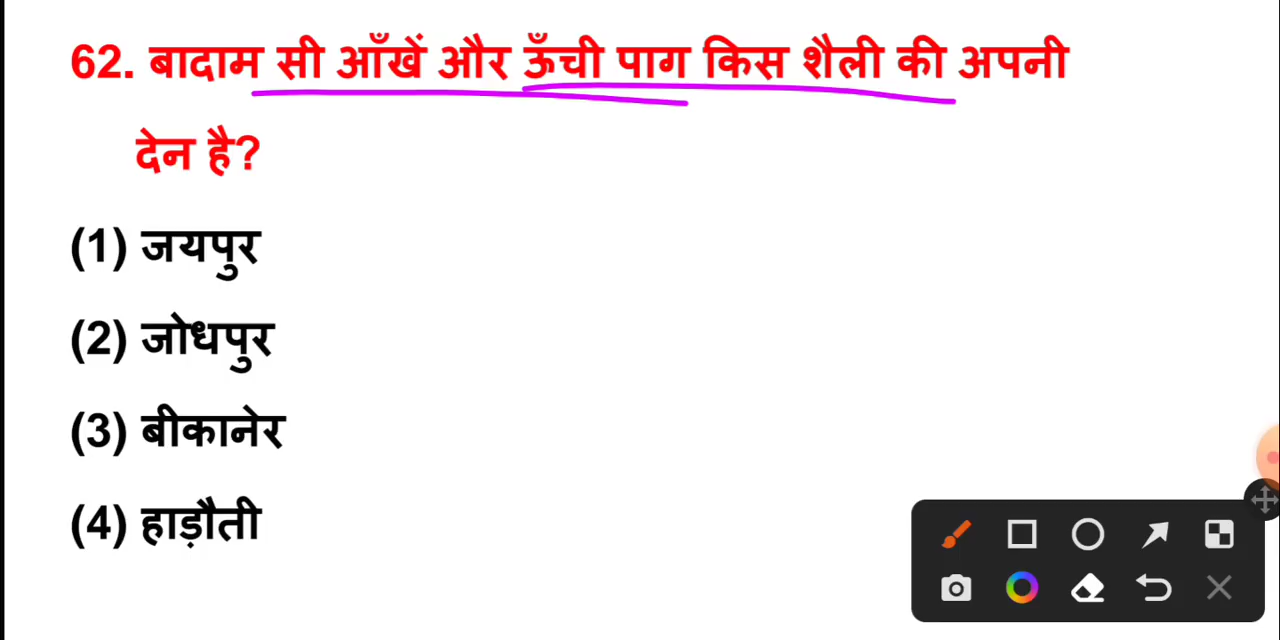 62. बादाम सी आँखें और ऊँची पाग किस शैली की अपनी
देन है?
(1) जयपुर
(2) जोधपुर
(3) बीकानेर
(4) हाड़ौती